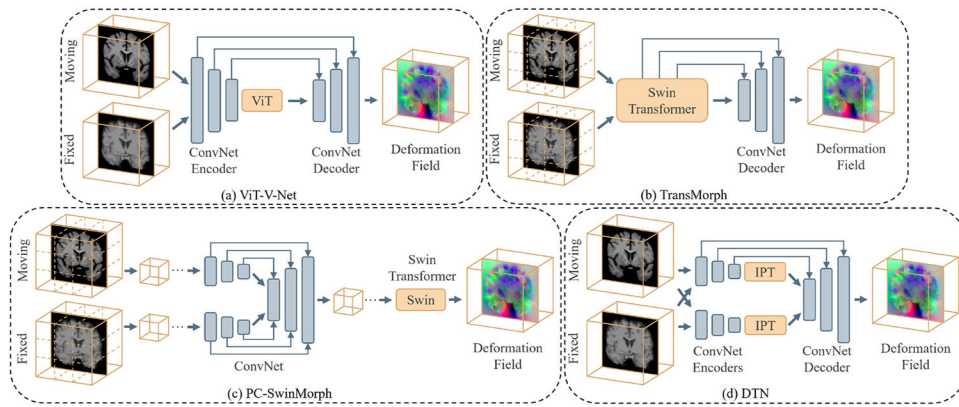 Moving
Fixed
ViT
ConvNet
Encoder
ConvNet
Decoder
Deformation
Field
(a) ViT-V-Net
Moving
Fixed
Swin
Transformer
ConvNet
Decoder
Deformation
Field
(b) TransMorph
Moving
Fixed
ConvNet
Swin
Transformer
Swin
Deformation
Field
(c) PC-SwinMorph
Moving
Fixed
IPT
IPT
ConvNet
Encoders
ConvNet
Decoder
Deformation
Field
(d) DTN